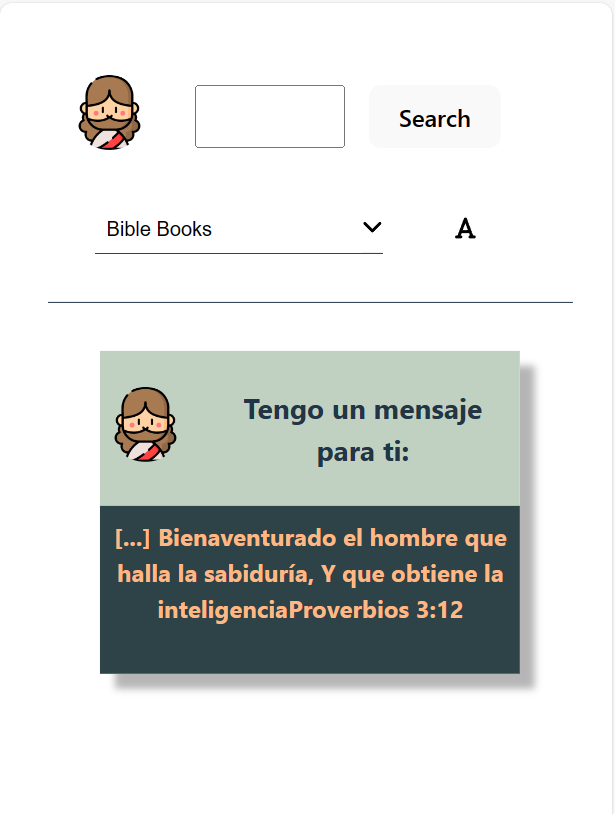 Search
Bible Books
A
Tengo un mensaje
para ti:
[...] Bienaventurado el hombre que
halla la sabiduría, Y que obtiene la
inteligenciaProverbios 3:12